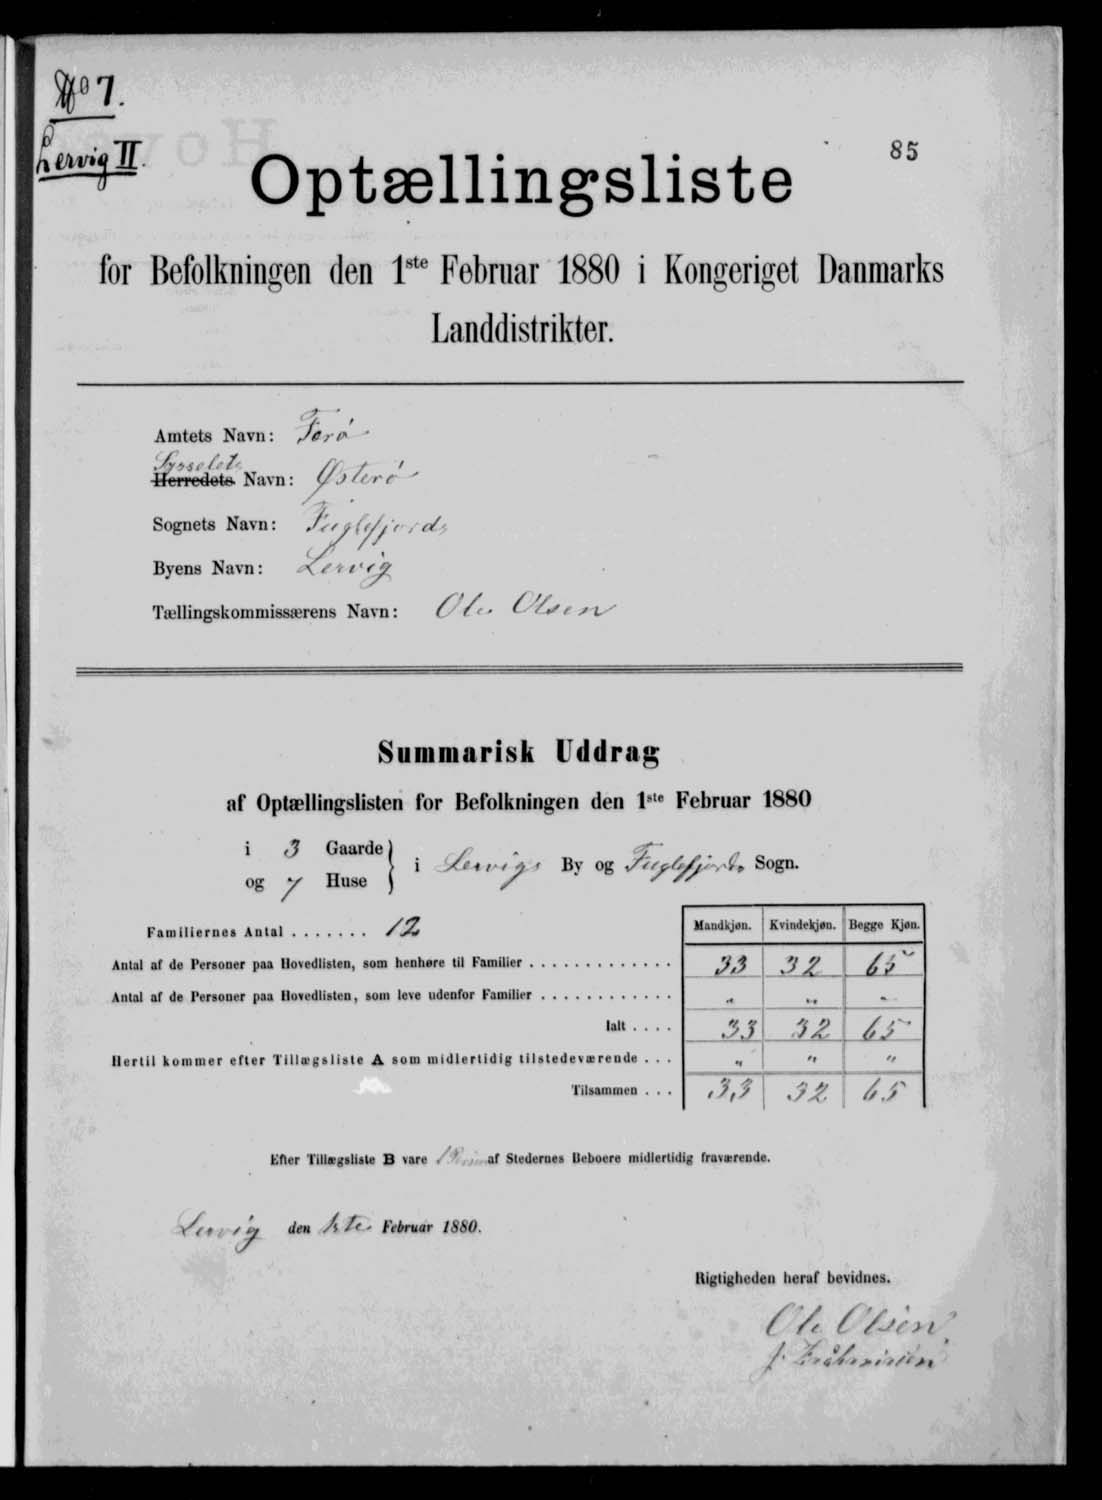 No 7.
Lervig II.
85
Optællingsliste
for Befolkningen den 1ste Februar 1880 i Kongeriget Danmarks
Landdistrikter.
Amtets Navn: Færø
Sysselets
Herredets Navn: Østerø
Sognets Navn: Fuglefjords
Byens Navn: Lervig
Tællingskommissærens Navn: Ole Olsen
Summarisk Uddrag
af Optællingslisten for Befolkningen den 1ste Februar 1880
i 3 Gaarde
og 7 Huse } i Lervigs By og Fuglefjords Sogn.
Familiernes Antal ....... 12
Mandkjøn. Kvindekjøn. Begge Kjøn.
Antal af de Personer paa Hovedlisten, som henhøre til Familier ............. 33 32 65
Antal af de Personer paa Hovedlisten, som leve udenfor Familier ............ „ „ „
Ialt .... 33 32 65
Hertil kommer efter Tillægsliste A som midlertidig tilstedeværende ... „ „ „
Tilsammen ... 33 32 65
Efter Tillægsliste B vare 1 af Stedernes Beboere midlertidig fraværende.
Lervig den 1ste Februar 1880.
Rigtigheden heraf bevidnes.
Ole Olsen
J.